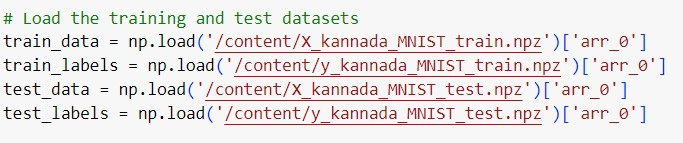 # Load the training and test datasets
train_data = np.load('/content/X_kannada_MNIST_train.npz')['arr_0']
train_labels = np.load('/content/y_kannada_MNIST_train.npz')['arr_0']
test_data = np.load('/content/X_kannada_MNIST_test.npz')['arr_0']
test_labels = np.load('/content/y_kannada_MNIST_test.npz')['arr_0']